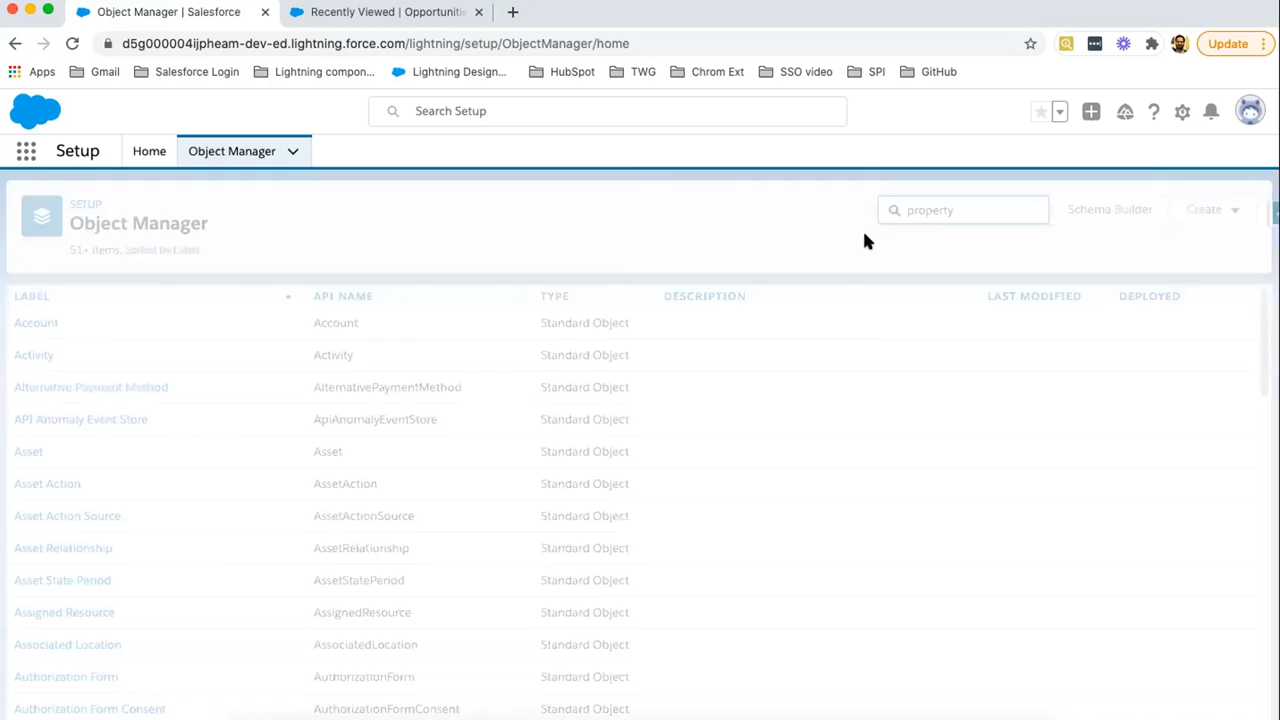 Object Manager | Salesforce
Recently Viewed | Opportuniti
d5g000004ijpheam-dev-ed.lightning.force.com/lightning/setup/ObjectManager/home
Update
Apps
Gmail
Salesforce Login
Lightning compon...
Lightning Design...
HubSpot
TWG
Chrom Ext
SSO video
SPI
GitHub
Search Setup
Setup
Home
Object Manager
SETUP
Object Manager
51+ Items, Sorted by Label
property
Schema Builder
Create
LABEL API NAME TYPE DESCRIPTION LAST MODIFIED DEPLOYED
Account Account Standard Object
Activity Activity Standard Object
Alternative Payment Method AlternativePaymentMethod Standard Object
API Anomaly Event Store ApiAnomalyEventStore Standard Object
Asset Asset Standard Object
Asset Action AssetAction Standard Object
Asset Action Source AssetActionSource Standard Object
Asset Relationship AssetRelationship Standard Object
Asset State Period AssetStatePeriod Standard Object
Assigned Resource AssignedResource Standard Object
Associated Location AssociatedLocation Standard Object
Authorization Form AuthorizationForm Standard Object
Authorization Form Consent AuthorizationFormConsent Standard Object